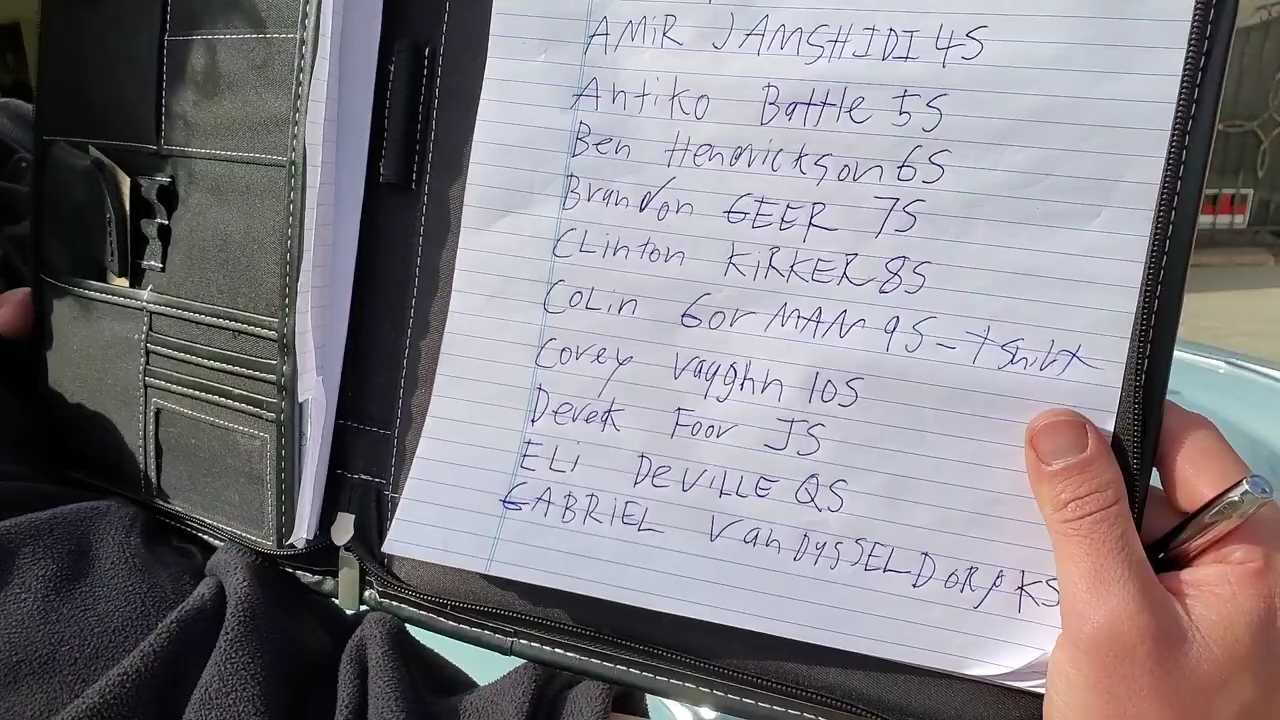 AMiR JAMSHIDI 4S
Antiko Battle 5S
Ben Hendrickson 6S
Brandon GEER 7S
CLinton KiRKER 8S
COLin GorMAN 9S - T Shirt
Corey Vaughn 10S
Derek Foor JS
ELi DEViLLE QS
GABRiEL VanDySSELDORp KS